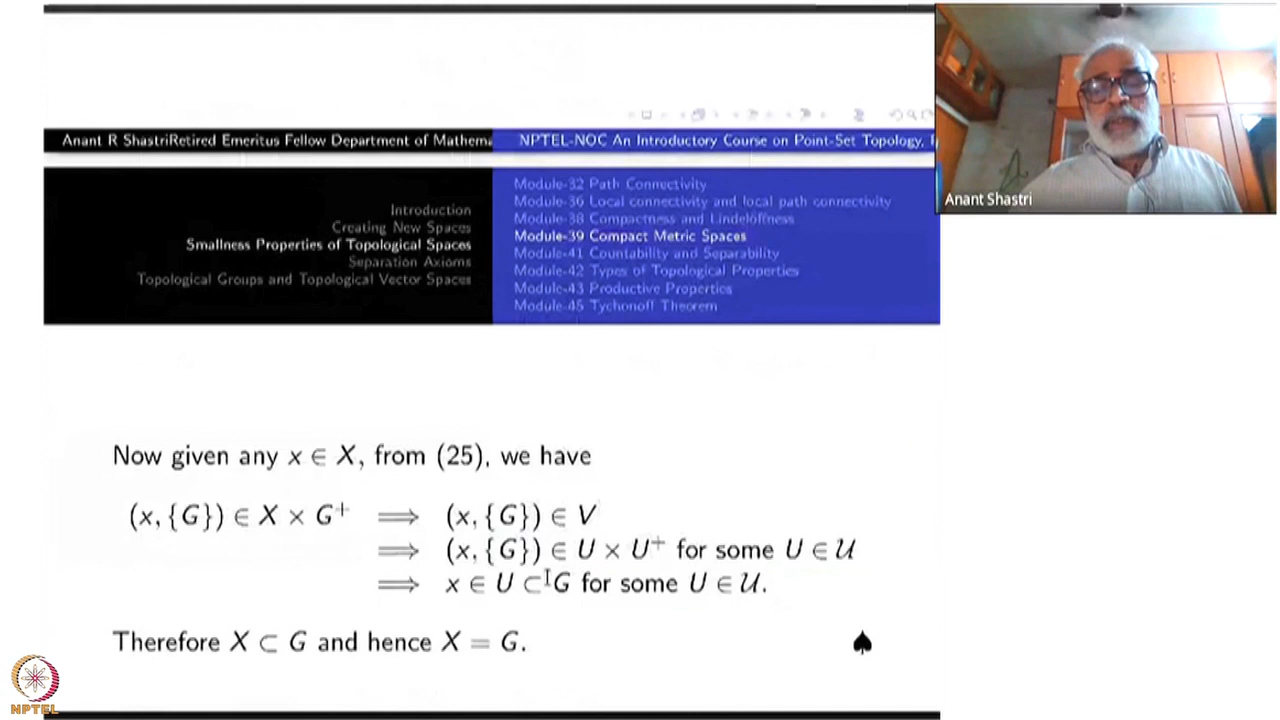 Anant R ShastriRetired Emeritus Fellow Department of Mathema
NPTEL-NOC An Introductory Course on Point-Set Topology,
Introduction
Creating New Spaces
Smallness Properties of Topological Spaces
Separation Axioms
Topological Groups and Topological Vector Spaces
Module-32 Path Connectivity
Module-36 Local connectivity and local path connectivity
Module-38 Compactness and Lindelöffness
Module-39 Compact Metric Spaces
Module-41 Countability and Separability
Module-42 Types of Topological Properties
Module-43 Productive Properties
Module-45 Tychonoff Theorem
Anant Shastri
Now given any x ∈ X, from (25), we have
(x, {G}) ∈ X × G⁺ ⟹ (x, {G}) ∈ V
⟹ (x, {G}) ∈ U × U⁺ for some U ∈ 𝒰
⟹ x ∈ U ⊂ G for some U ∈ 𝒰.
Therefore X ⊂ G and hence X = G. ♠
NPTEL